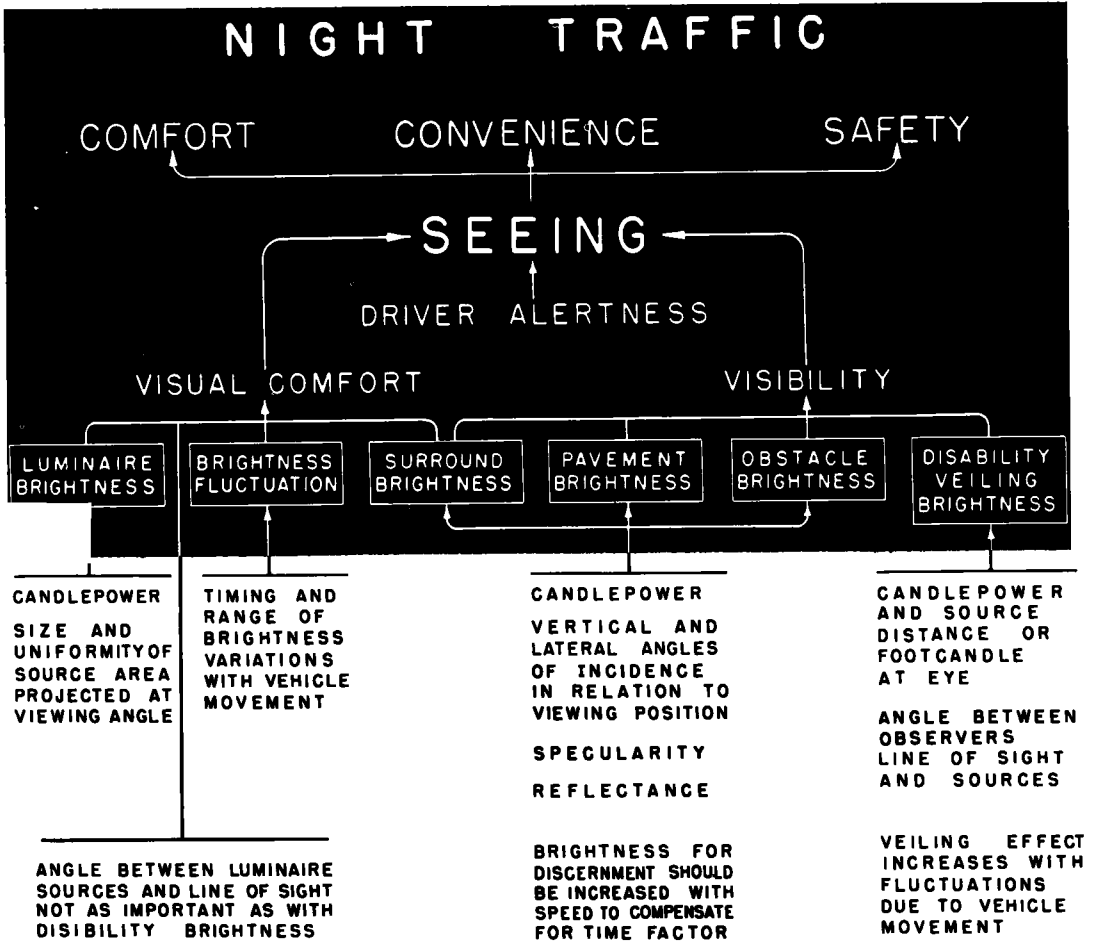 NIGHT TRAFFIC
COMFORT
CONVENIENCE
SAFETY
SEEING
DRIVER ALERTNESS
VISUAL COMFORT
VISIBILITY
LUMINAIRE
BRIGHTNESS
BRIGHTNESS
FLUCTUATION
SURROUND
BRIGHTNESS
PAVEMENT
BRIGHTNESS
OBSTACLE
BRIGHTNESS
DISABILITY
VEILING
BRIGHTNESS
CANDLEPOWER
SIZE AND
UNIFORMITY OF
SOURCE AREA
PROJECTED AT
VIEWING ANGLE
TIMING AND
RANGE OF
BRIGHTNESS
VARIATIONS
WITH VEHICLE
MOVEMENT
CANDLEPOWER
VERTICAL AND
LATERAL ANGLES
OF INCIDENCE
IN RELATION TO
VIEWING POSITION
SPECULARITY
REFLECTANCE
BRIGHTNESS FOR
DISCERNMENT SHOULD
BE INCREASED WITH
SPEED TO COMPENSATE
FOR TIME FACTOR
CANDLEPOWER
AND SOURCE
DISTANCE OR
FOOTCANDLE
AT EYE
ANGLE BETWEEN
OBSERVERS
LINE OF SIGHT
AND SOURCES
VEILING EFFECT
INCREASES WITH
FLUCTUATIONS
DUE TO VEHICLE
MOVEMENT
ANGLE BETWEEN LUMINAIRE
SOURCES AND LINE OF SIGHT
NOT AS IMPORTANT AS WITH
DISIBILITY BRIGHTNESS